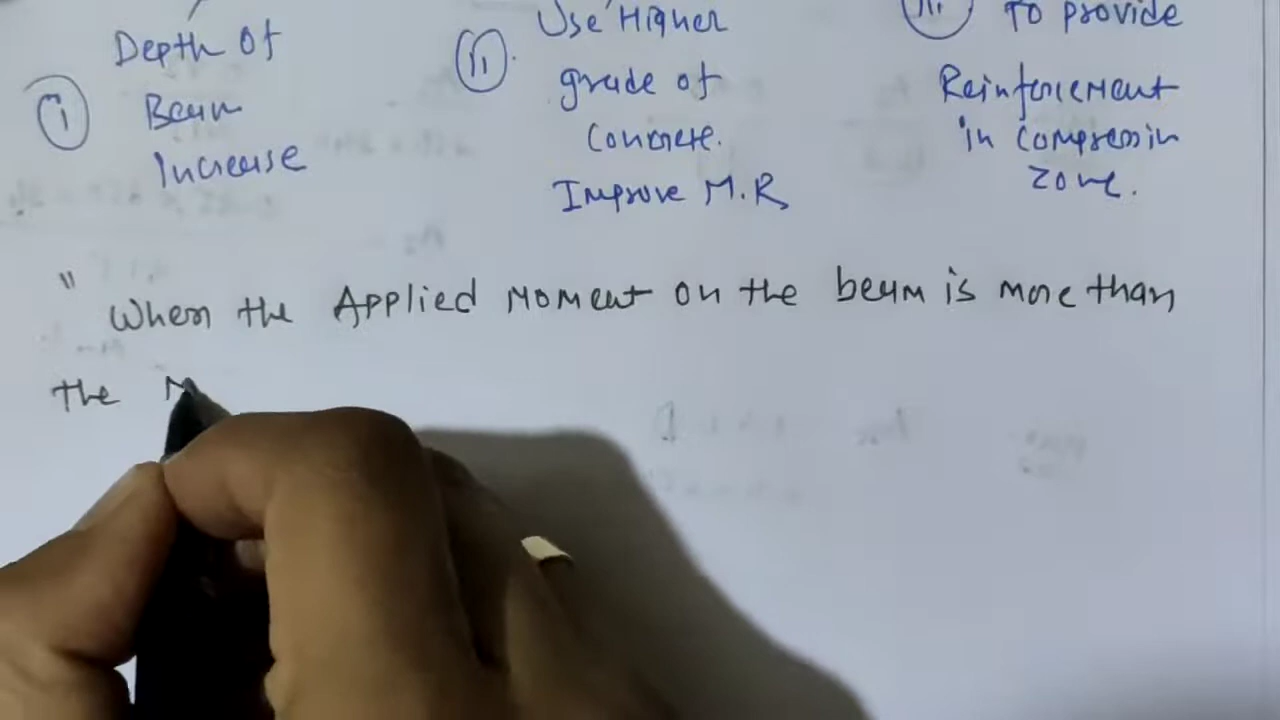 Depth Of
(i) Beam
Increase
(ii) Use Higher
grade of
Concrete.
Improve M.R
(iii) To provide
Reinforcement
in compression
zone.
" When the Applied Moment on the beam is more than
the M